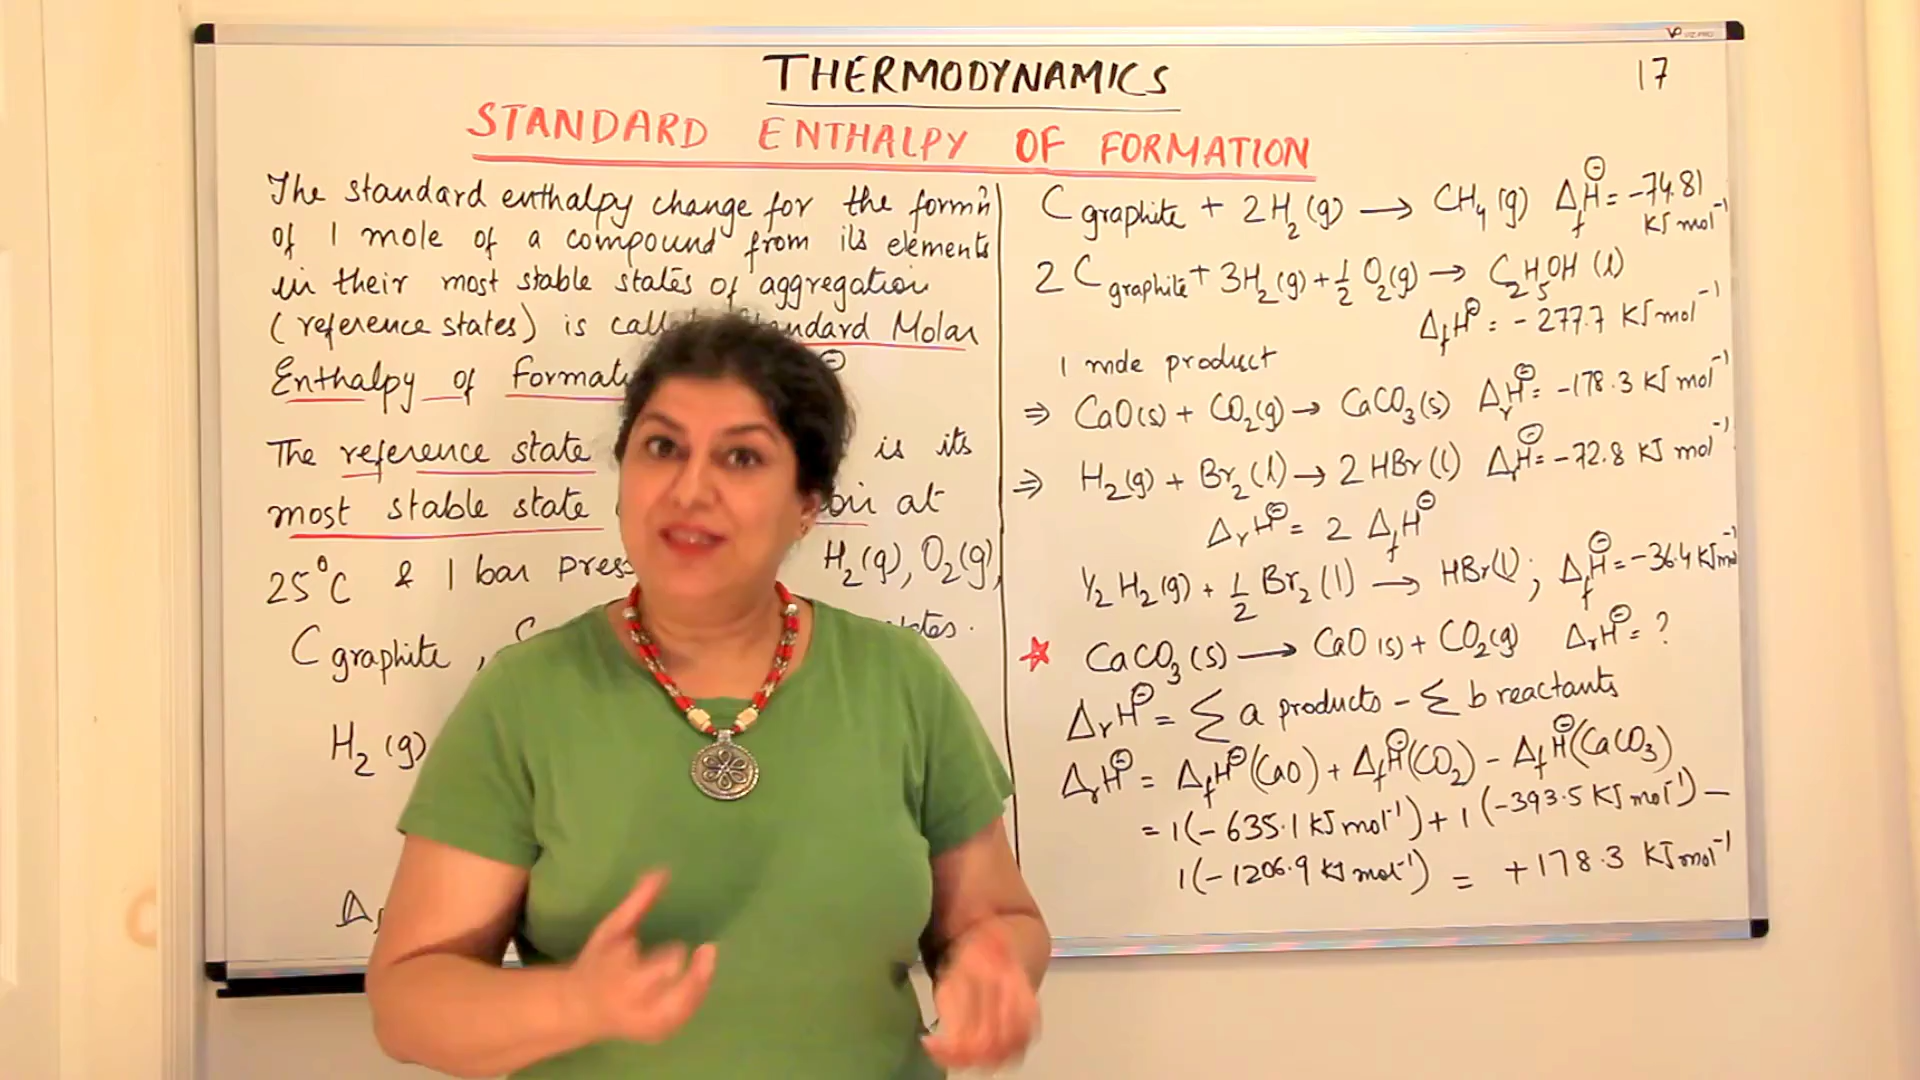 VP VIZ-PRO
THERMODYNAMICS
17
STANDARD ENTHALPY OF FORMATION
The standard enthalpy change for the form'n
of 1 mole of a compound from its elements
in their most stable states of aggregation
(reference states) is Standard Molar
Enthalpy of
The reference state is its
most stable state at
25°C & 1 bar H₂(g), O₂(g),
C graphite,
H₂(g)
C graphite + 2H₂(g) → CH₄(g) ΔfH⊖ = -74.81
KJ mol⁻¹
2 C graphite + 3H₂(g) + 1/2 O₂(g) → C₂H₅OH (l)
ΔfH⊖ = -277.7 KJ mol⁻¹
1 mole product
⇒ CaO(s) + CO₂(g) → CaCO₃(s) ΔrH⊖ = -178.3 KJ mol⁻¹
⇒ H₂(g) + Br₂(l) → 2HBr(l) ΔrH⊖ = -72.8 KJ mol⁻¹
ΔrH⊖ = 2 ΔfH⊖
1/2 H₂(g) + 1/2 Br₂(l) → HBr(l); ΔfH⊖ = -36.4 KJ mol⁻¹
★ CaCO₃(s) → CaO(s) + CO₂(g) ΔrH⊖ = ?
ΔrH⊖ = Σ a products - Σ b reactants
ΔrH⊖ = ΔfH⊖(CaO) + ΔfH⊖(CO₂) - ΔfH⊖(CaCO₃)
= 1(-635.1 KJ mol⁻¹) + 1(-393.5 KJ mol⁻¹) -
1(-1206.9 KJ mol⁻¹) = +178.3 KJ mol⁻¹